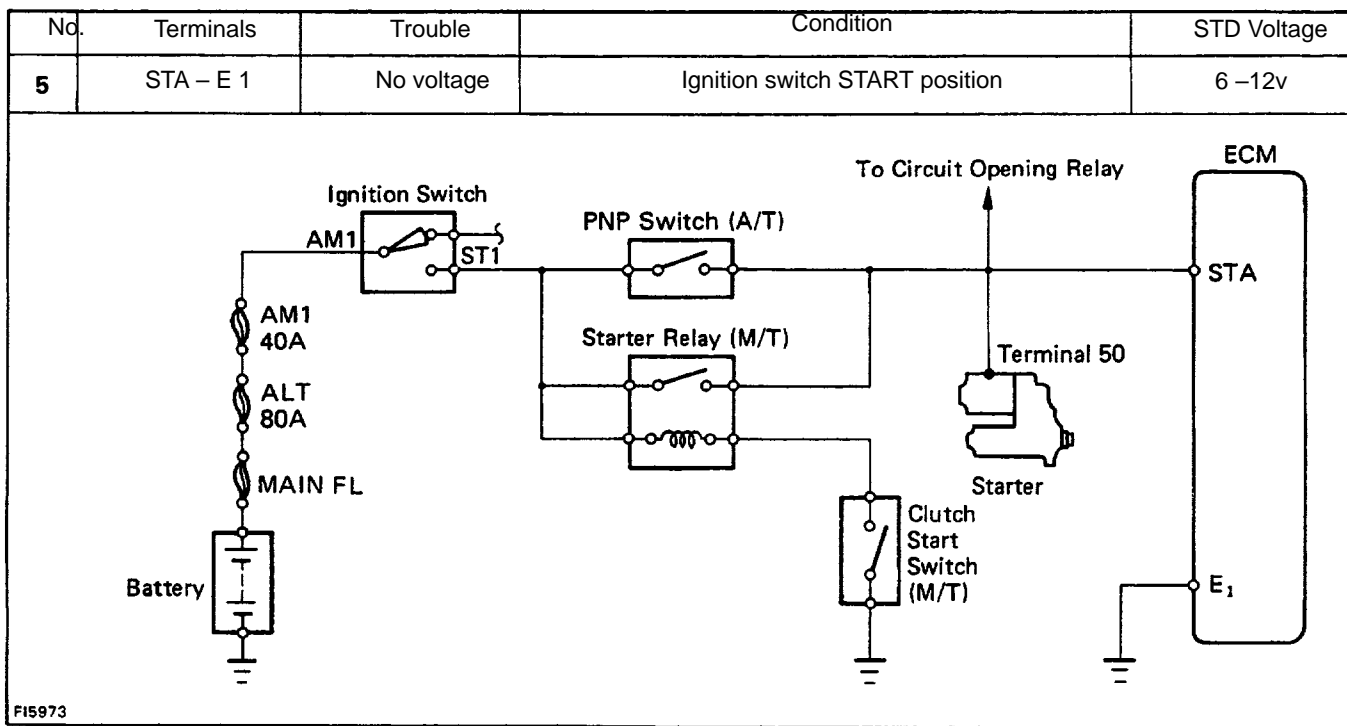 No. Terminals Trouble Condition STD Voltage
5 STA – E 1 No voltage Ignition switch START position 6 –12v
ECM
To Circuit Opening Relay
Ignition Switch
PNP Switch (A/T)
AM1
ST1
STA
AM1
40A
Starter Relay (M/T)
Terminal 50
ALT
80A
MAIN FL
Starter
Clutch
Start
Switch
(M/T)
Battery
E1
FI5973